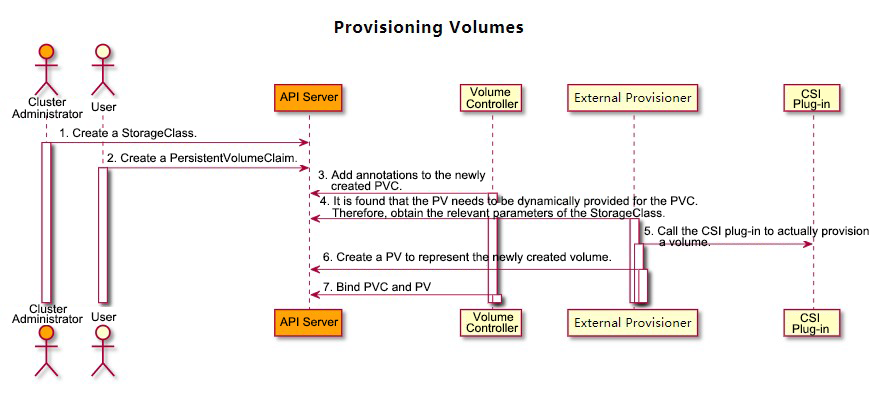 Provisioning Volumes
Cluster
Administrator
User
API Server
Volume
Controller
External Provisioner
CSI
Plug-in
1. Create a StorageClass.
2. Create a PersistentVolumeClaim.
3. Add annotations to the newly
created PVC.
4. It is found that the PV needs to be dynamically provided for the PVC.
Therefore, obtain the relevant parameters of the StorageClass.
5. Call the CSI plug-in to actually provision
a volume.
6. Create a PV to represent the newly created volume.
7. Bind PVC and PV
Cluster
Administrator
User
API Server
Volume
Controller
External Provisioner
CSI
Plug-in